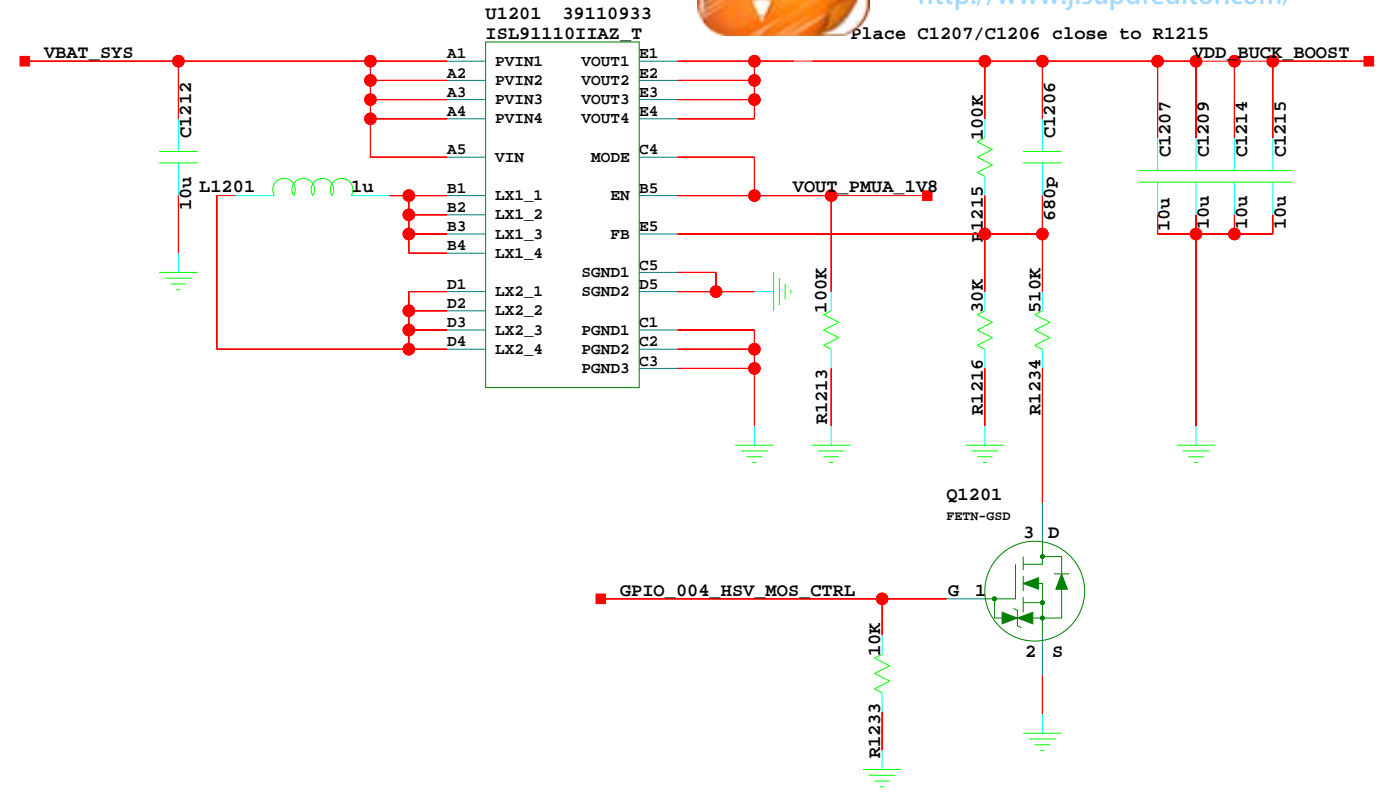 http://www.jisupdfeditor.com/
U1201 39110933
ISL91110IIAZ_T
Place C1207/C1206 close to R1215
VBAT_SYS
VDD_BUCK_BOOST
A1 PVIN1 VOUT1 E1
A2 PVIN2 VOUT2 E2
A3 PVIN3 VOUT3 E3
A4 PVIN4 VOUT4 E4
A5 VIN MODE C4
B1 LX1_1 EN B5
B2 LX1_2
B3 LX1_3 FB E5
B4 LX1_4
SGND1 C5
D1 LX2_1 SGND2 D5
D2 LX2_2
D3 LX2_3 PGND1 C1
D4 LX2_4 PGND2 C2
PGND3 C3
C1212
10u
L1201 1u
VOUT_PMUA_1V8
100K
R1213
100K
R1215
C1206
680p
30K
R1216
510K
R1234
C1207
10u
C1209
10u
C1214
10u
C1215
10u
Q1201
FETN-GSD
3 D
GPIO_004_HSV_MOS_CTRL
G 1
2 S
10K
R1233